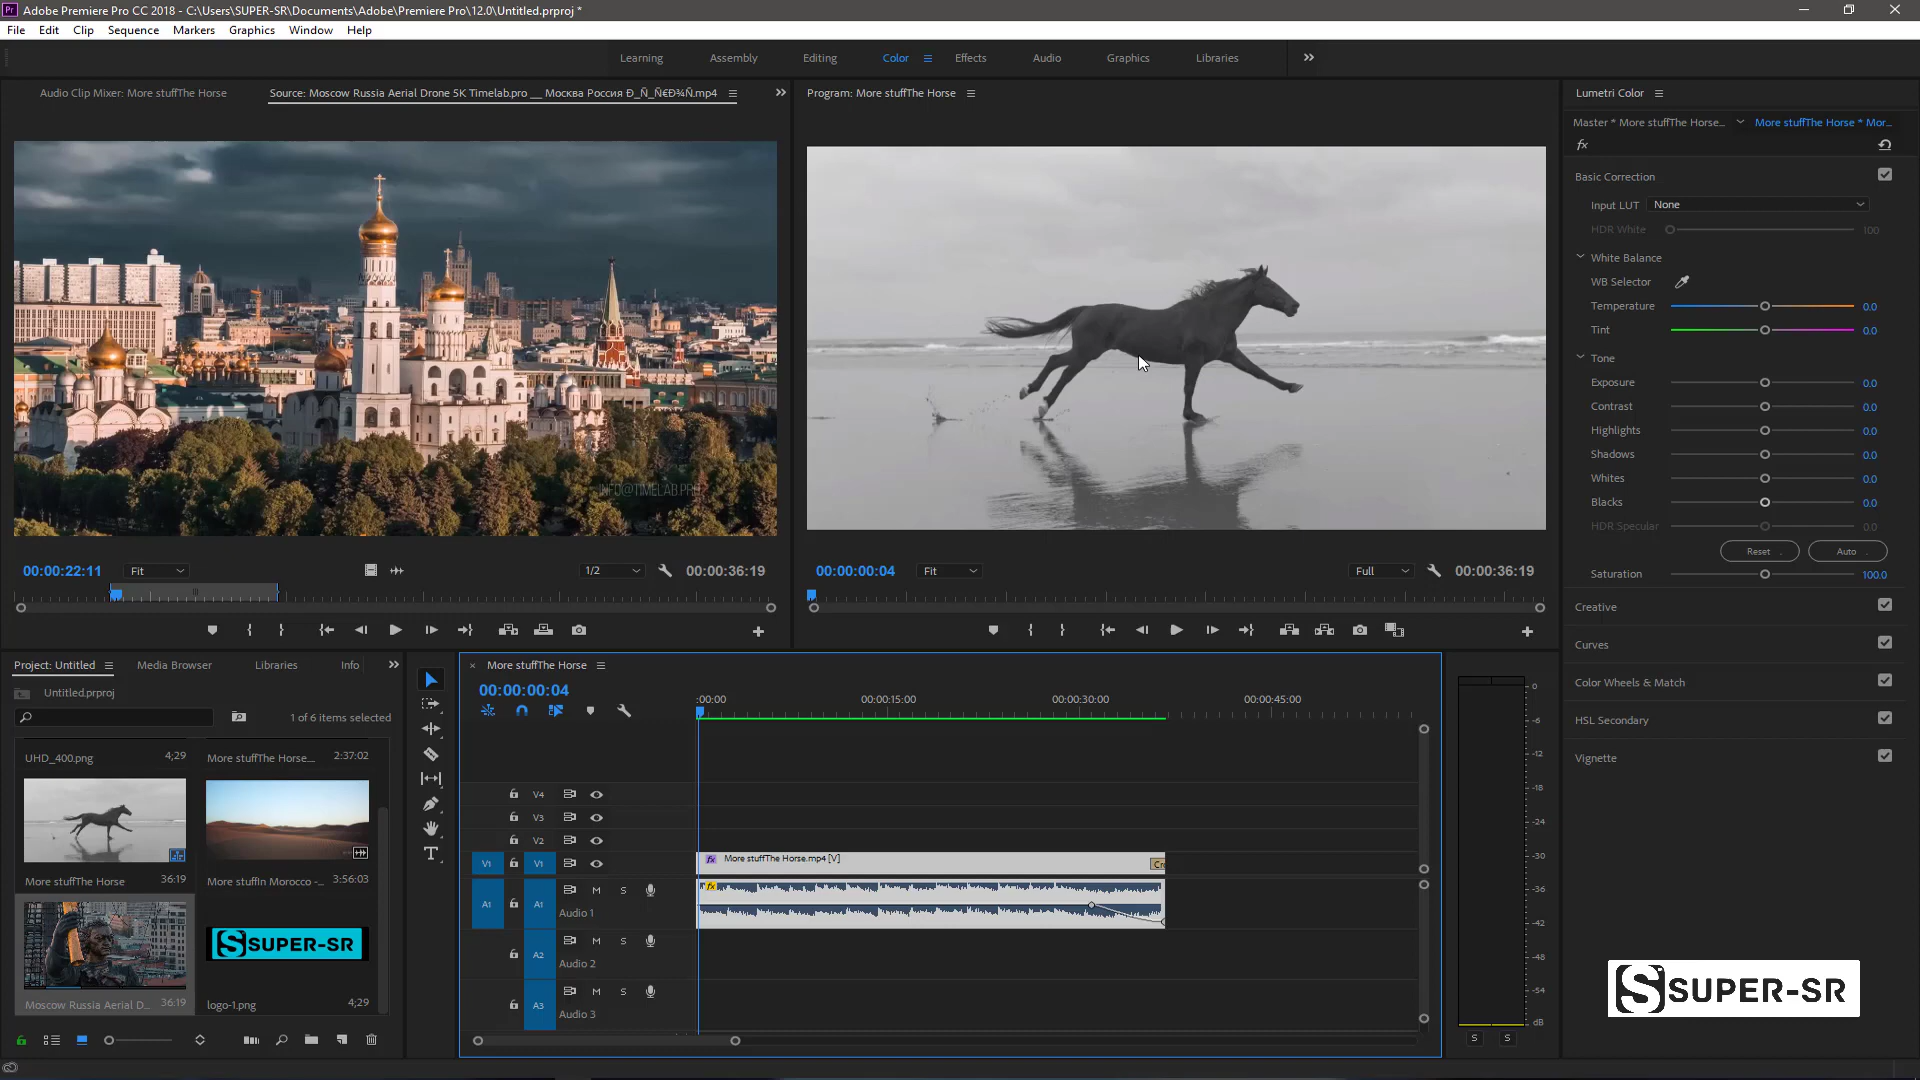 Adobe Premiere Pro CC 2018 - C:\Users\SUPER-SR\Documents\Adobe\Premiere Pro\12.0\Untitled.prproj *
File Edit Clip Sequence Markers Graphics Window Help
Learning Assembly Editing Color Effects Audio Graphics Libraries
Audio Clip Mixer: More stuffThe Horse
Source: Moscow Russia Aerial Drone 5K Timelab.pro __ Москва Россия Ð_Ñ_Ñ€Ð¾Ñ.mp4
Program: More stuffThe Horse
INFO@TIMELAB.PRO
00:00:22:11 Fit 1/2 00:00:36:19
00:00:00:04 Fit Full 00:00:36:19
Lumetri Color
Master * More stuffThe Horse... More stuffThe Horse * Mor...
fx
Basic Correction
Input LUT None
HDR White 100
White Balance
WB Selector
Temperature 0.0
Tint 0.0
Tone
Exposure 0.0
Contrast 0.0
Highlights 0.0
Shadows 0.0
Whites 0.0
Blacks 0.0
HDR Specular 0.0
Reset Auto
Saturation 100.0
Creative
Curves
Color Wheels & Match
HSL Secondary
Vignette
Project: Untitled Media Browser Libraries Info
Untitled.prproj
1 of 6 items selected
UHD_400.png 4;29
More stuffThe Horse... 2:37:02
More stuffThe Horse 36:19
More stuffIn Morocco -... 3:56:03
SUPER-SR
Moscow Russia Aerial D... 36:19
logo-1.png 4;29
× More stuffThe Horse
00:00:00:04
:00:00 00:00:15:00 00:00:30:00 00:00:45:00
V4
V3
V2
V1 V1
fx More stuffThe Horse.mp4 [V]
Cr
A1 A1 M S
fx
Audio 1
A2 M S
Audio 2
A3 M S
Audio 3
0
-6
-12
-18
-24
-30
-36
-42
-48
-54
dB
S S
SUPER-SR